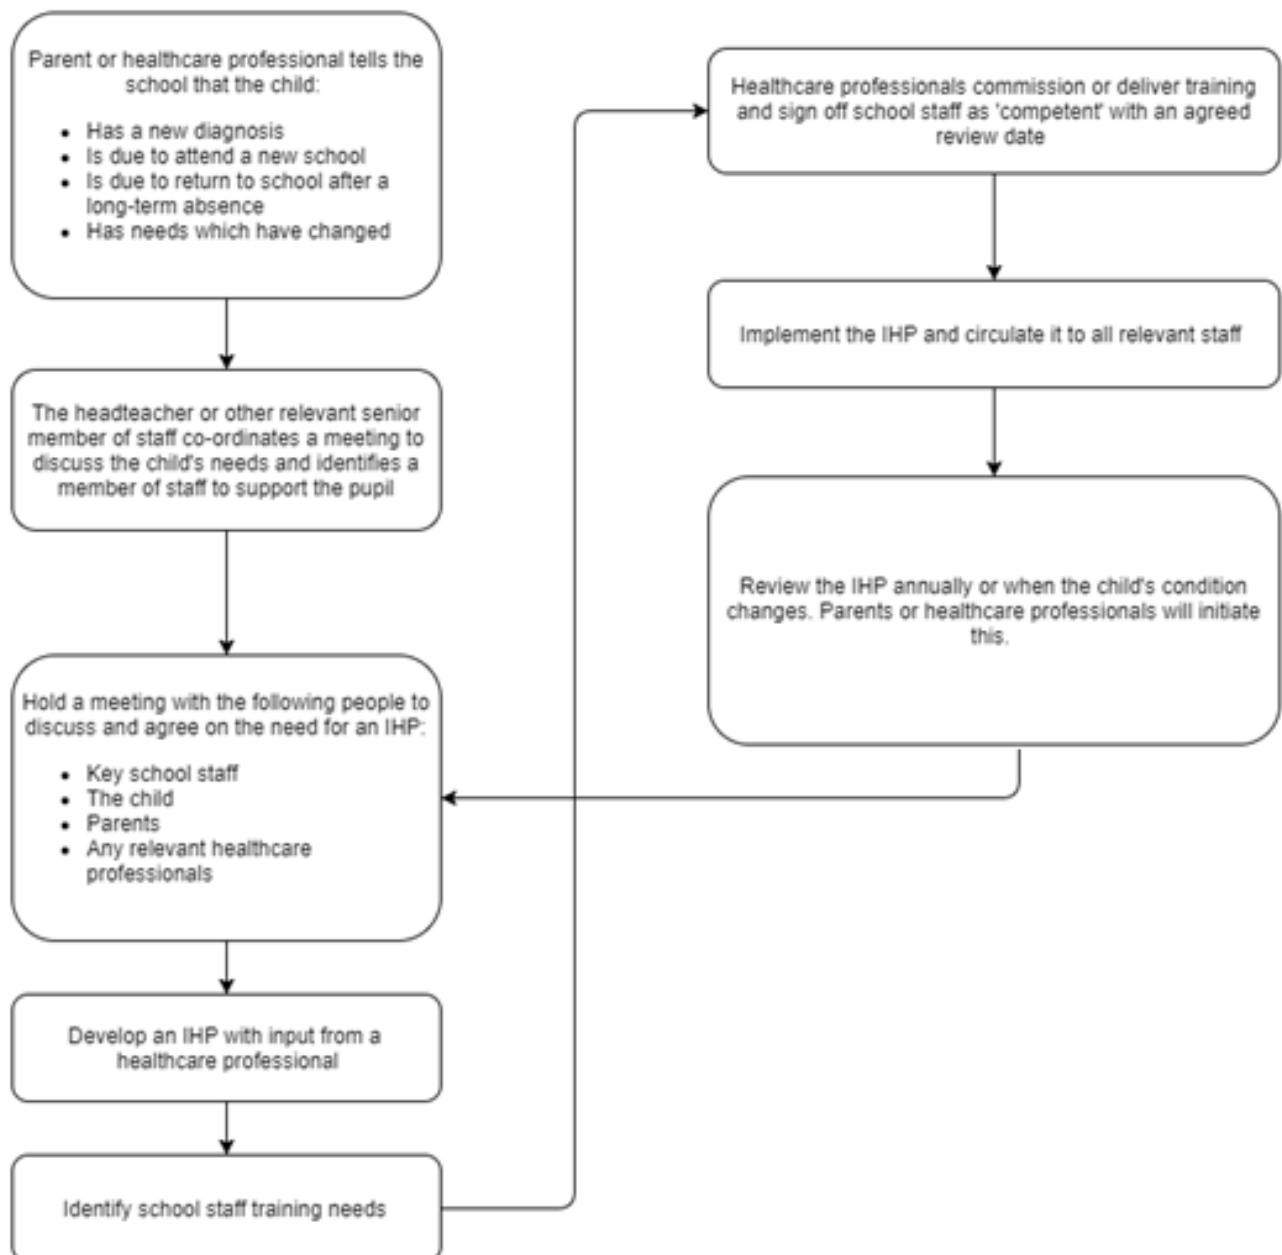 Parent or healthcare professional tells the
school that the child:
• Has a new diagnosis
• Is due to attend a new school
• Is due to return to school after a
long-term absence
• Has needs which have changed
The headteacher or other relevant senior
member of staff co-ordinates a meeting to
discuss the child's needs and identifies a
member of staff to support the pupil
Hold a meeting with the following people to
discuss and agree on the need for an IHP:
• Key school staff
• The child
• Parents
• Any relevant healthcare
professionals
Develop an IHP with input from a
healthcare professional
Identify school staff training needs
Healthcare professionals commission or deliver training
and sign off school staff as 'competent' with an agreed
review date
Implement the IHP and circulate it to all relevant staff
Review the IHP annually or when the child's condition
changes. Parents or healthcare professionals will initiate
this.